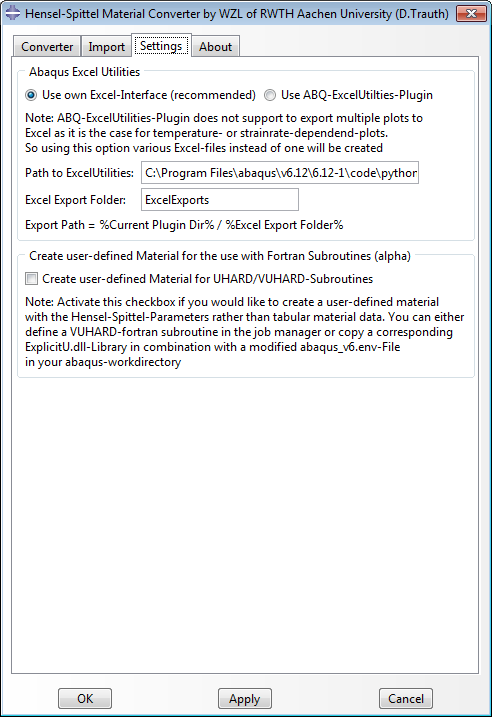 Hensel-Spittel Material Converter by WZL of RWTH Aachen University (D.Trauth)
Converter Import Settings About
Abaqus Excel Utilities
Use own Excel-Interface (recommended) Use ABQ-ExcelUtilties-Plugin
Note: ABQ-ExcelUtilities-Plugin does not support to export multiple plots to
Excel as it is the case for temperature- or strainrate-dependend-plots.
So using this option various Excel-files instead of one will be created
Path to ExcelUtilities: C:\Program Files\abaqus\v6.12\6.12-1\code\python
Excel Export Folder: ExcelExports
Export Path = %Current Plugin Dir% / %Excel Export Folder%
Create user-defined Material for the use with Fortran Subroutines (alpha)
Create user-defined Material for UHARD/VUHARD-Subroutines
Note: Activate this checkbox if you would like to create a user-defined material
with the Hensel-Spittel-Parameters rather than tabular material data. You can either
define a VUHARD-fortran subroutine in the job manager or copy a corresponding
ExplicitU.dll-Library in combination with a modified abaqus_v6.env-File
in your abaqus-workdirectory
OK Apply Cancel